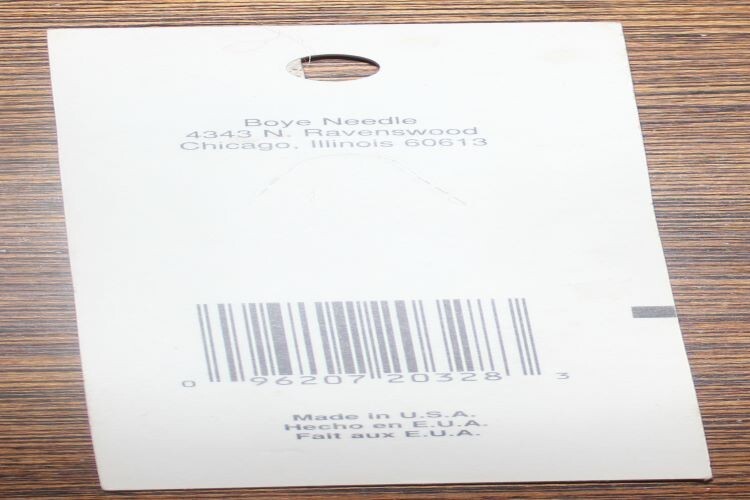 Boye Needle
4343 N. Ravenswood
Chicago, Illinois 60613
0 96207 20328 3
Made in U.S.A.
Hecho en E.U.A.
Fait aux E.U.A.